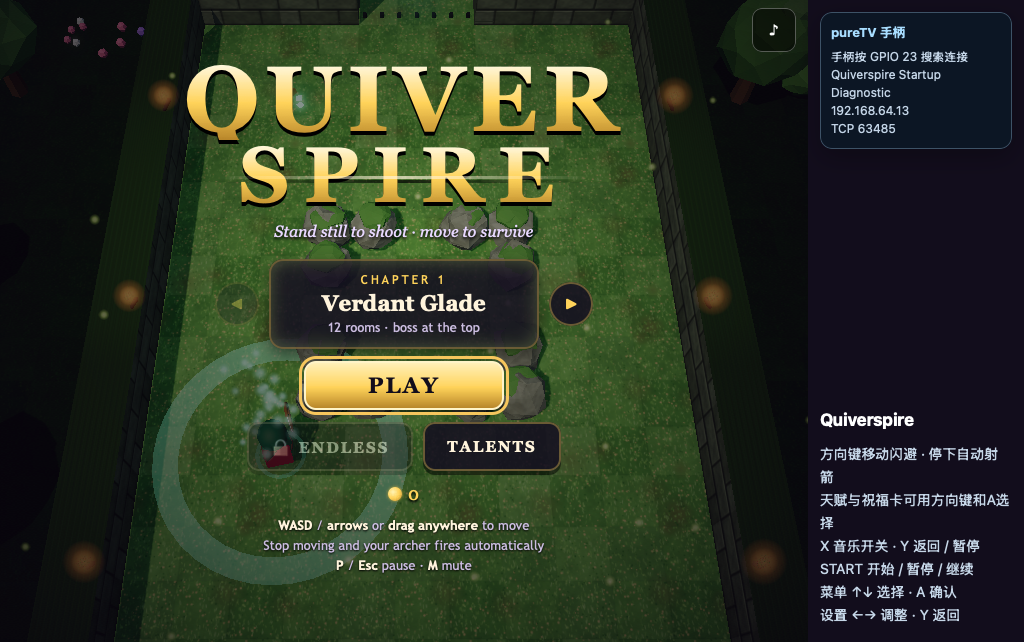 QUIVER
SPIRE
Stand still to shoot · move to survive
CHAPTER 1
Verdant Glade
12 rooms · boss at the top
PLAY
ENDLESS
TALENTS
0
WASD / arrows or drag anywhere to move
Stop moving and your archer fires automatically
P / Esc pause · M mute
pureTV 手柄
手柄按 GPIO 23 搜索连接
Quiverspire Startup
Diagnostic
192.168.64.13
TCP 63485
Quiverspire
方向键移动闪避 · 停下自动射
箭
天赋与祝福卡可用方向键和A选
择
X 音乐开关 · Y 返回 / 暂停
START 开始 / 暂停 / 继续
菜单 ↑↓ 选择 · A 确认
设置 ←→ 调整 · Y 返回